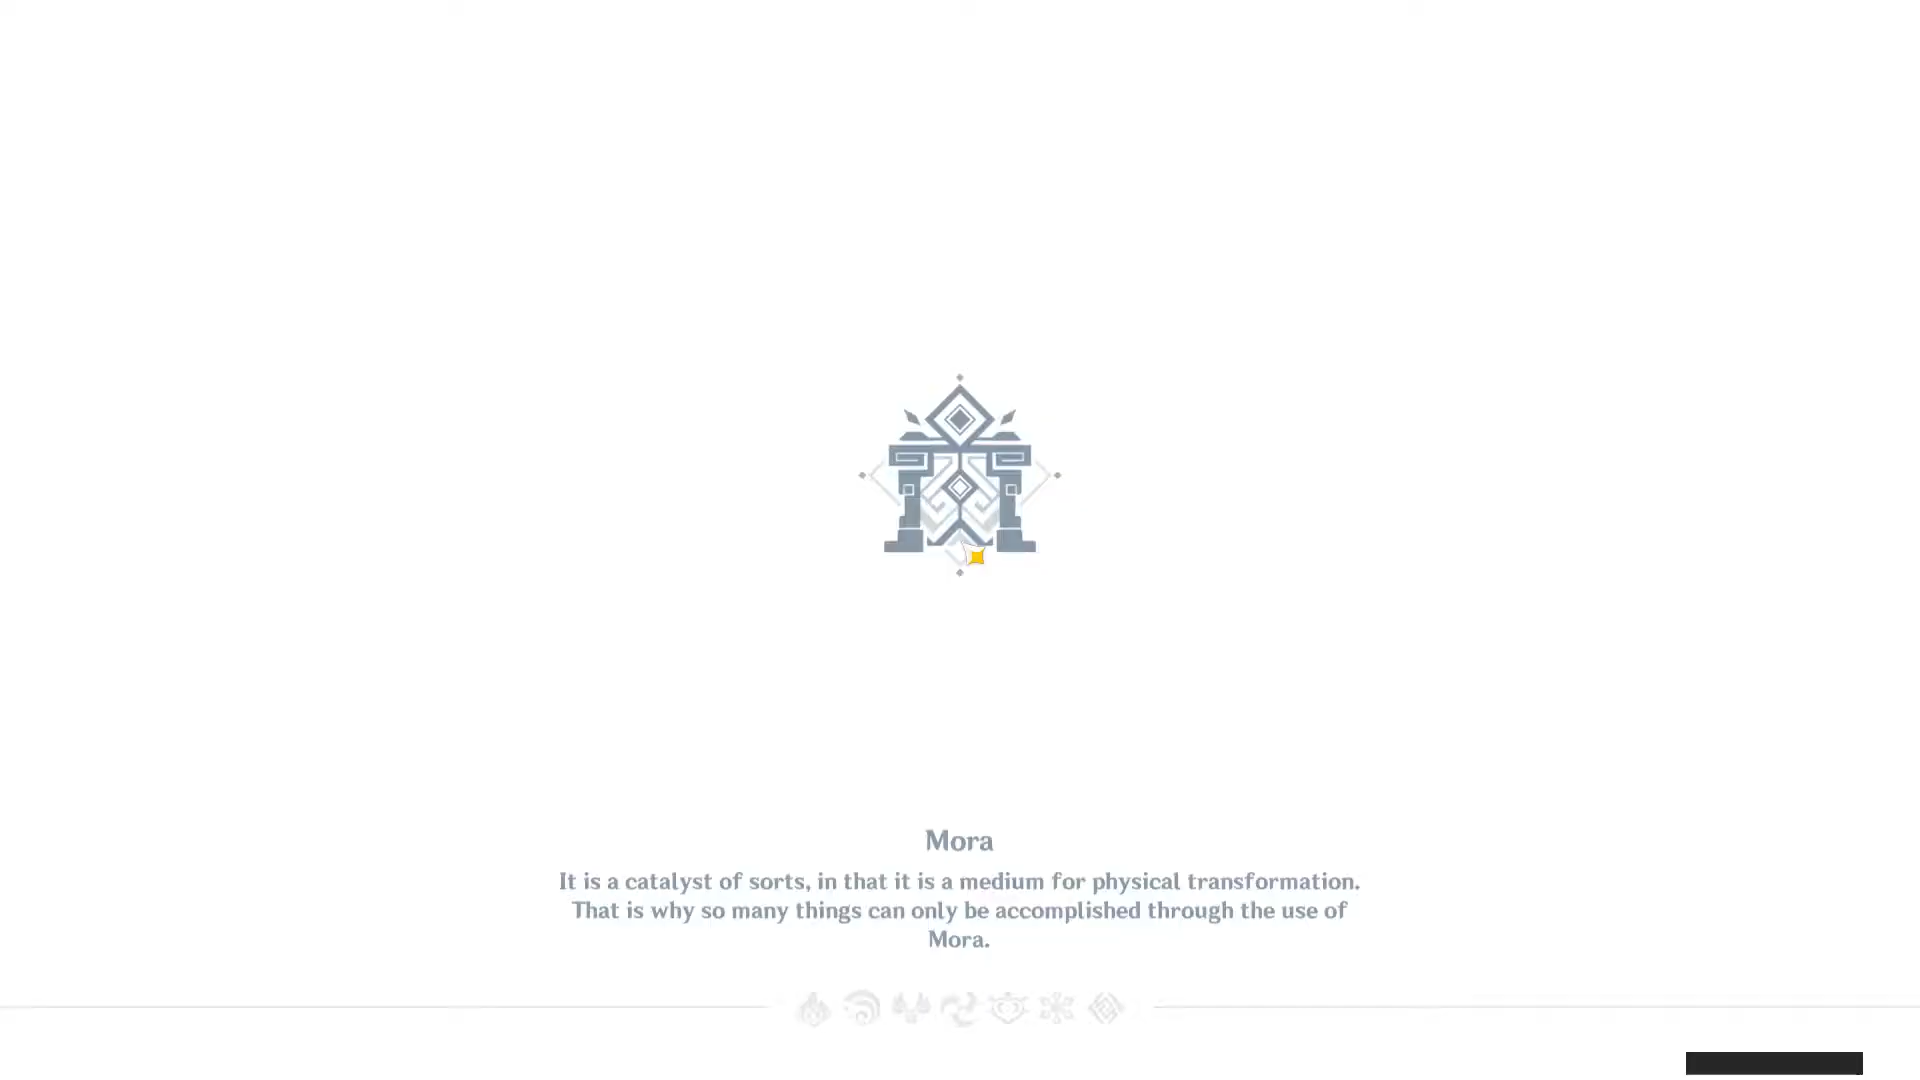 Mora
It is a catalyst of sorts, in that it is a medium for physical transformation.
That is why so many things can only be accomplished through the use of
Mora.